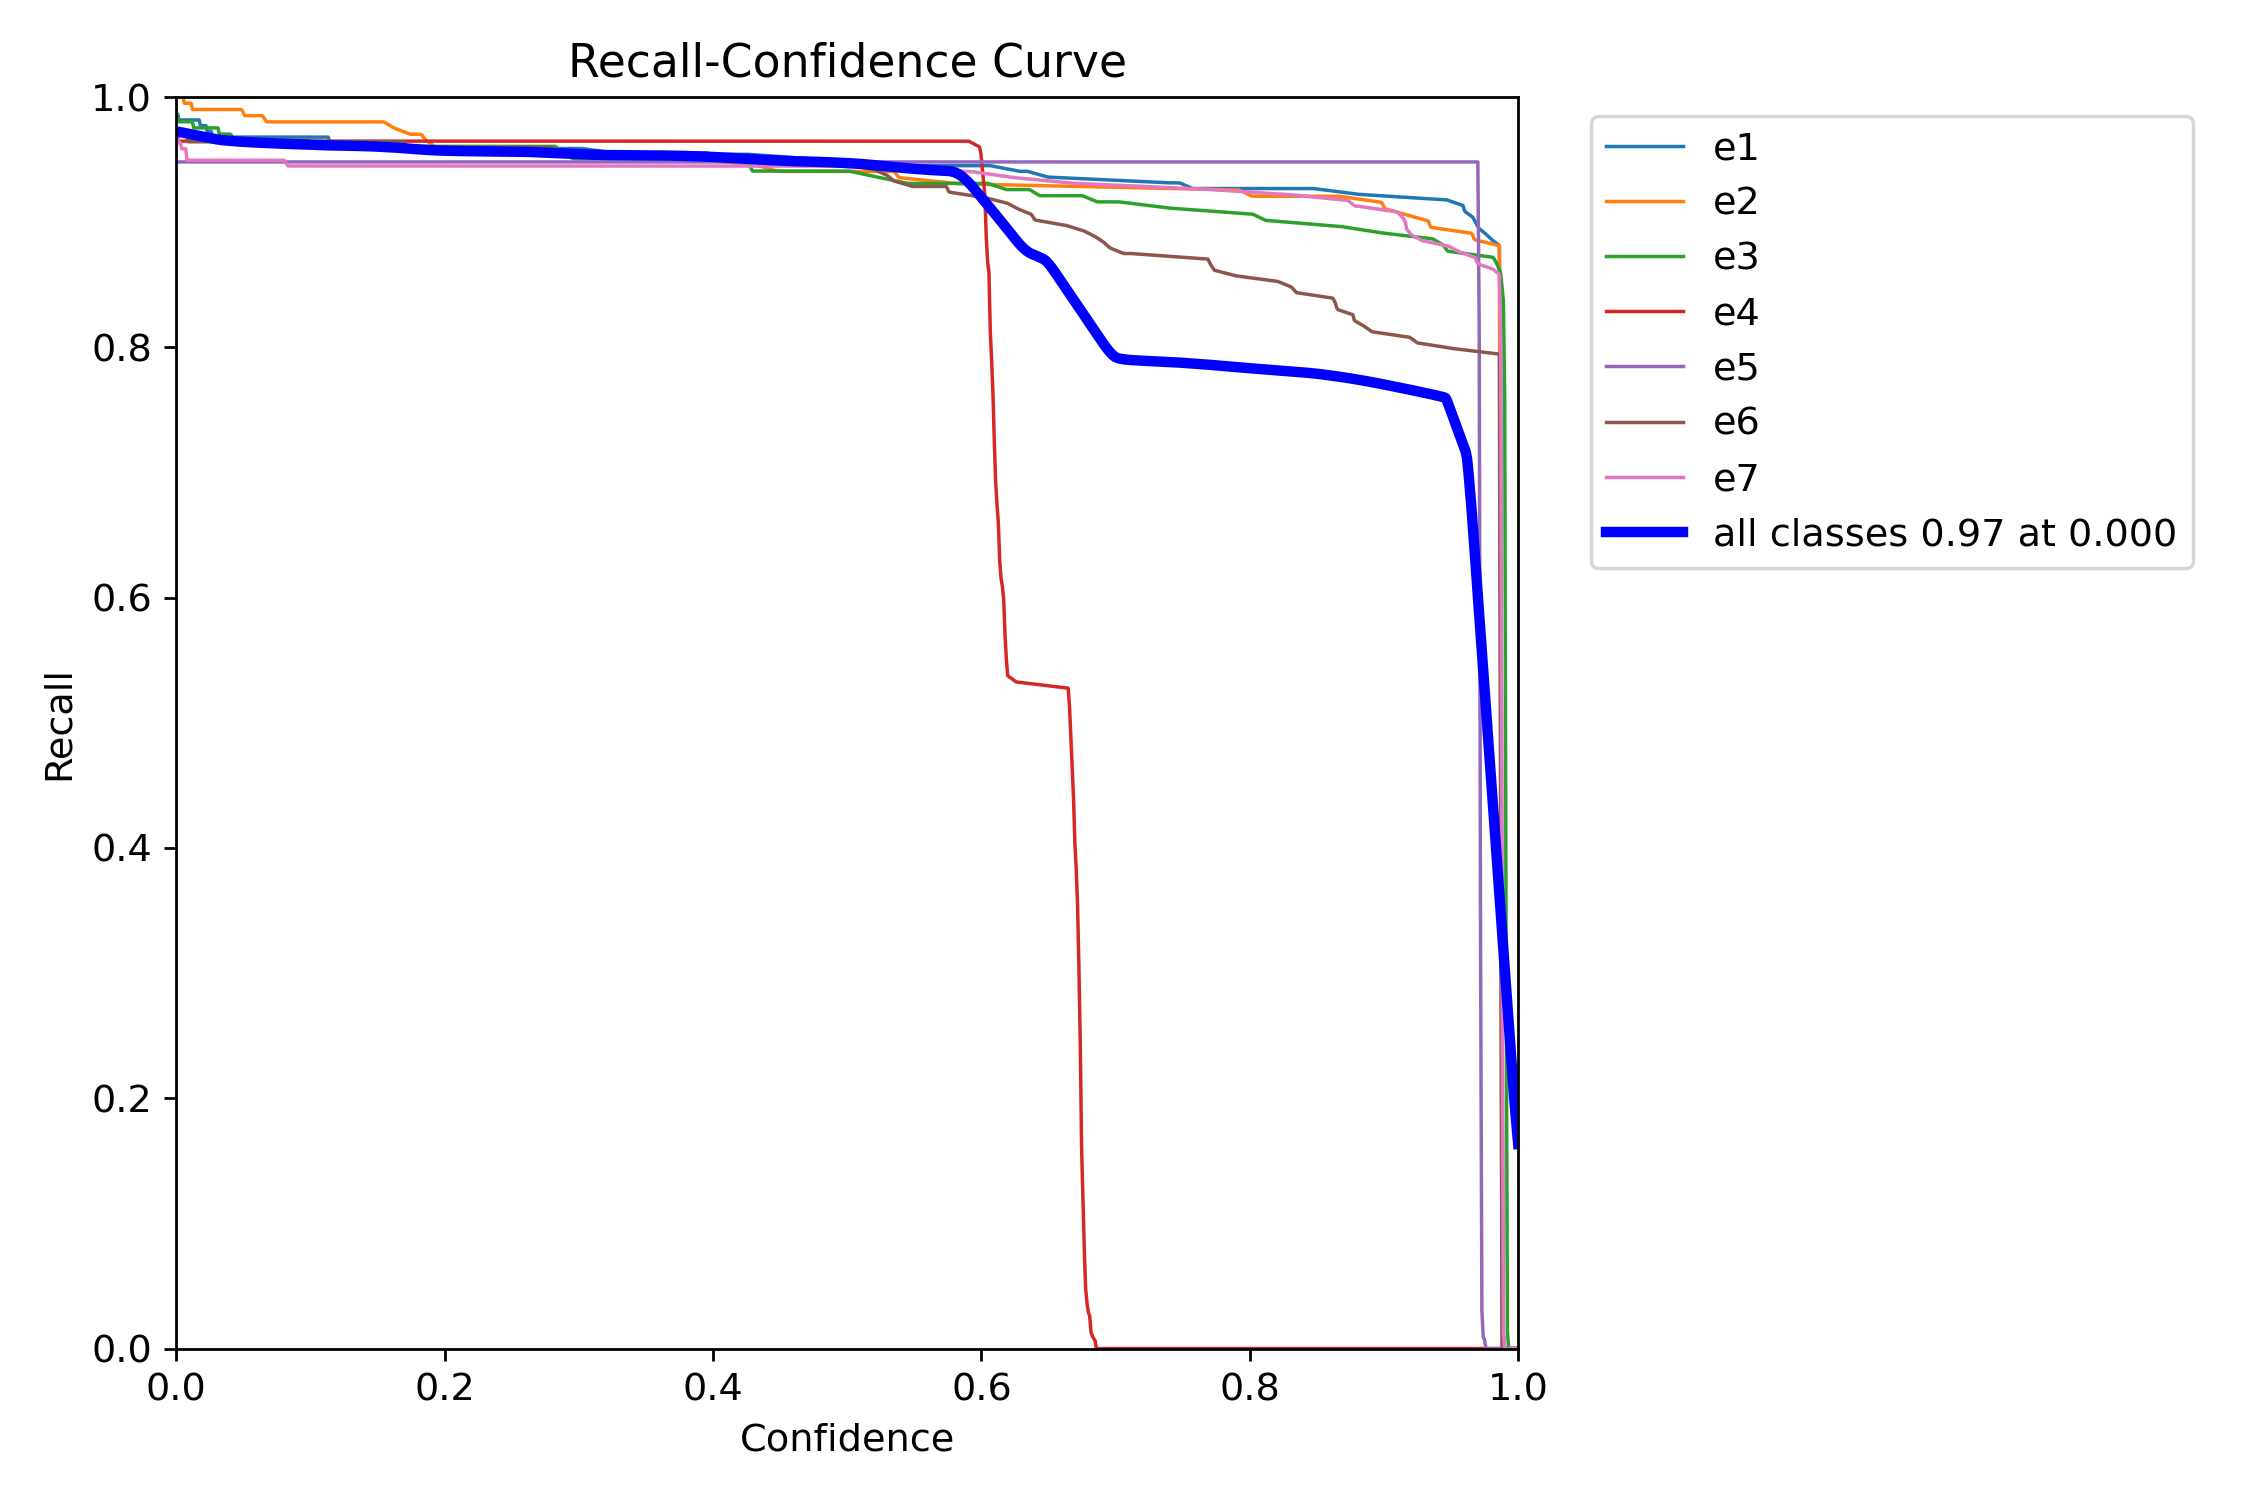 Recall-Confidence Curve
1.0
0.8
0.6
0.4
0.2
0.0
Recall
0.0 0.2 0.4 0.6 0.8 1.0
Confidence
e1
e2
e3
e4
e5
e6
e7
all classes 0.97 at 0.000